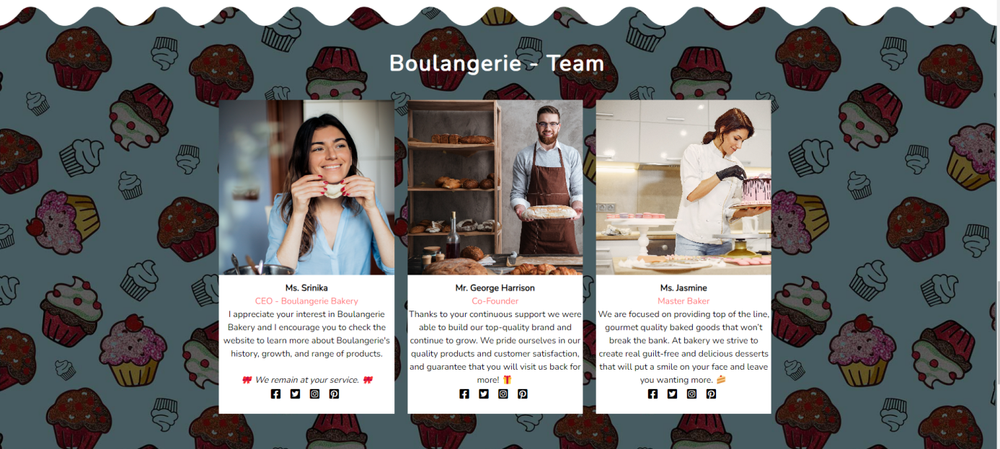 Boulangerie - Team
Ms. Srinika
CEO - Boulangerie Bakery
I appreciate your interest in Boulangerie
Bakery and I encourage you to check the
website to learn more about Boulangerie's
history, growth, and range of products.
🎀 We remain at your service. 🎀
Mr. George Harrison
Co-Founder
Thanks to your continuous support we were
able to build our top-quality brand and
continue to grow. We pride ourselves in our
quality products and customer satisfaction,
and guarantee that you will visit us back for
more! 🎁
Ms. Jasmine
Master Baker
We are focused on providing top of the line,
gourmet quality baked goods that won't
break the bank. At bakery we strive to
create real guilt-free and delicious desserts
that will put a smile on your face and leave
you wanting more. 🍰